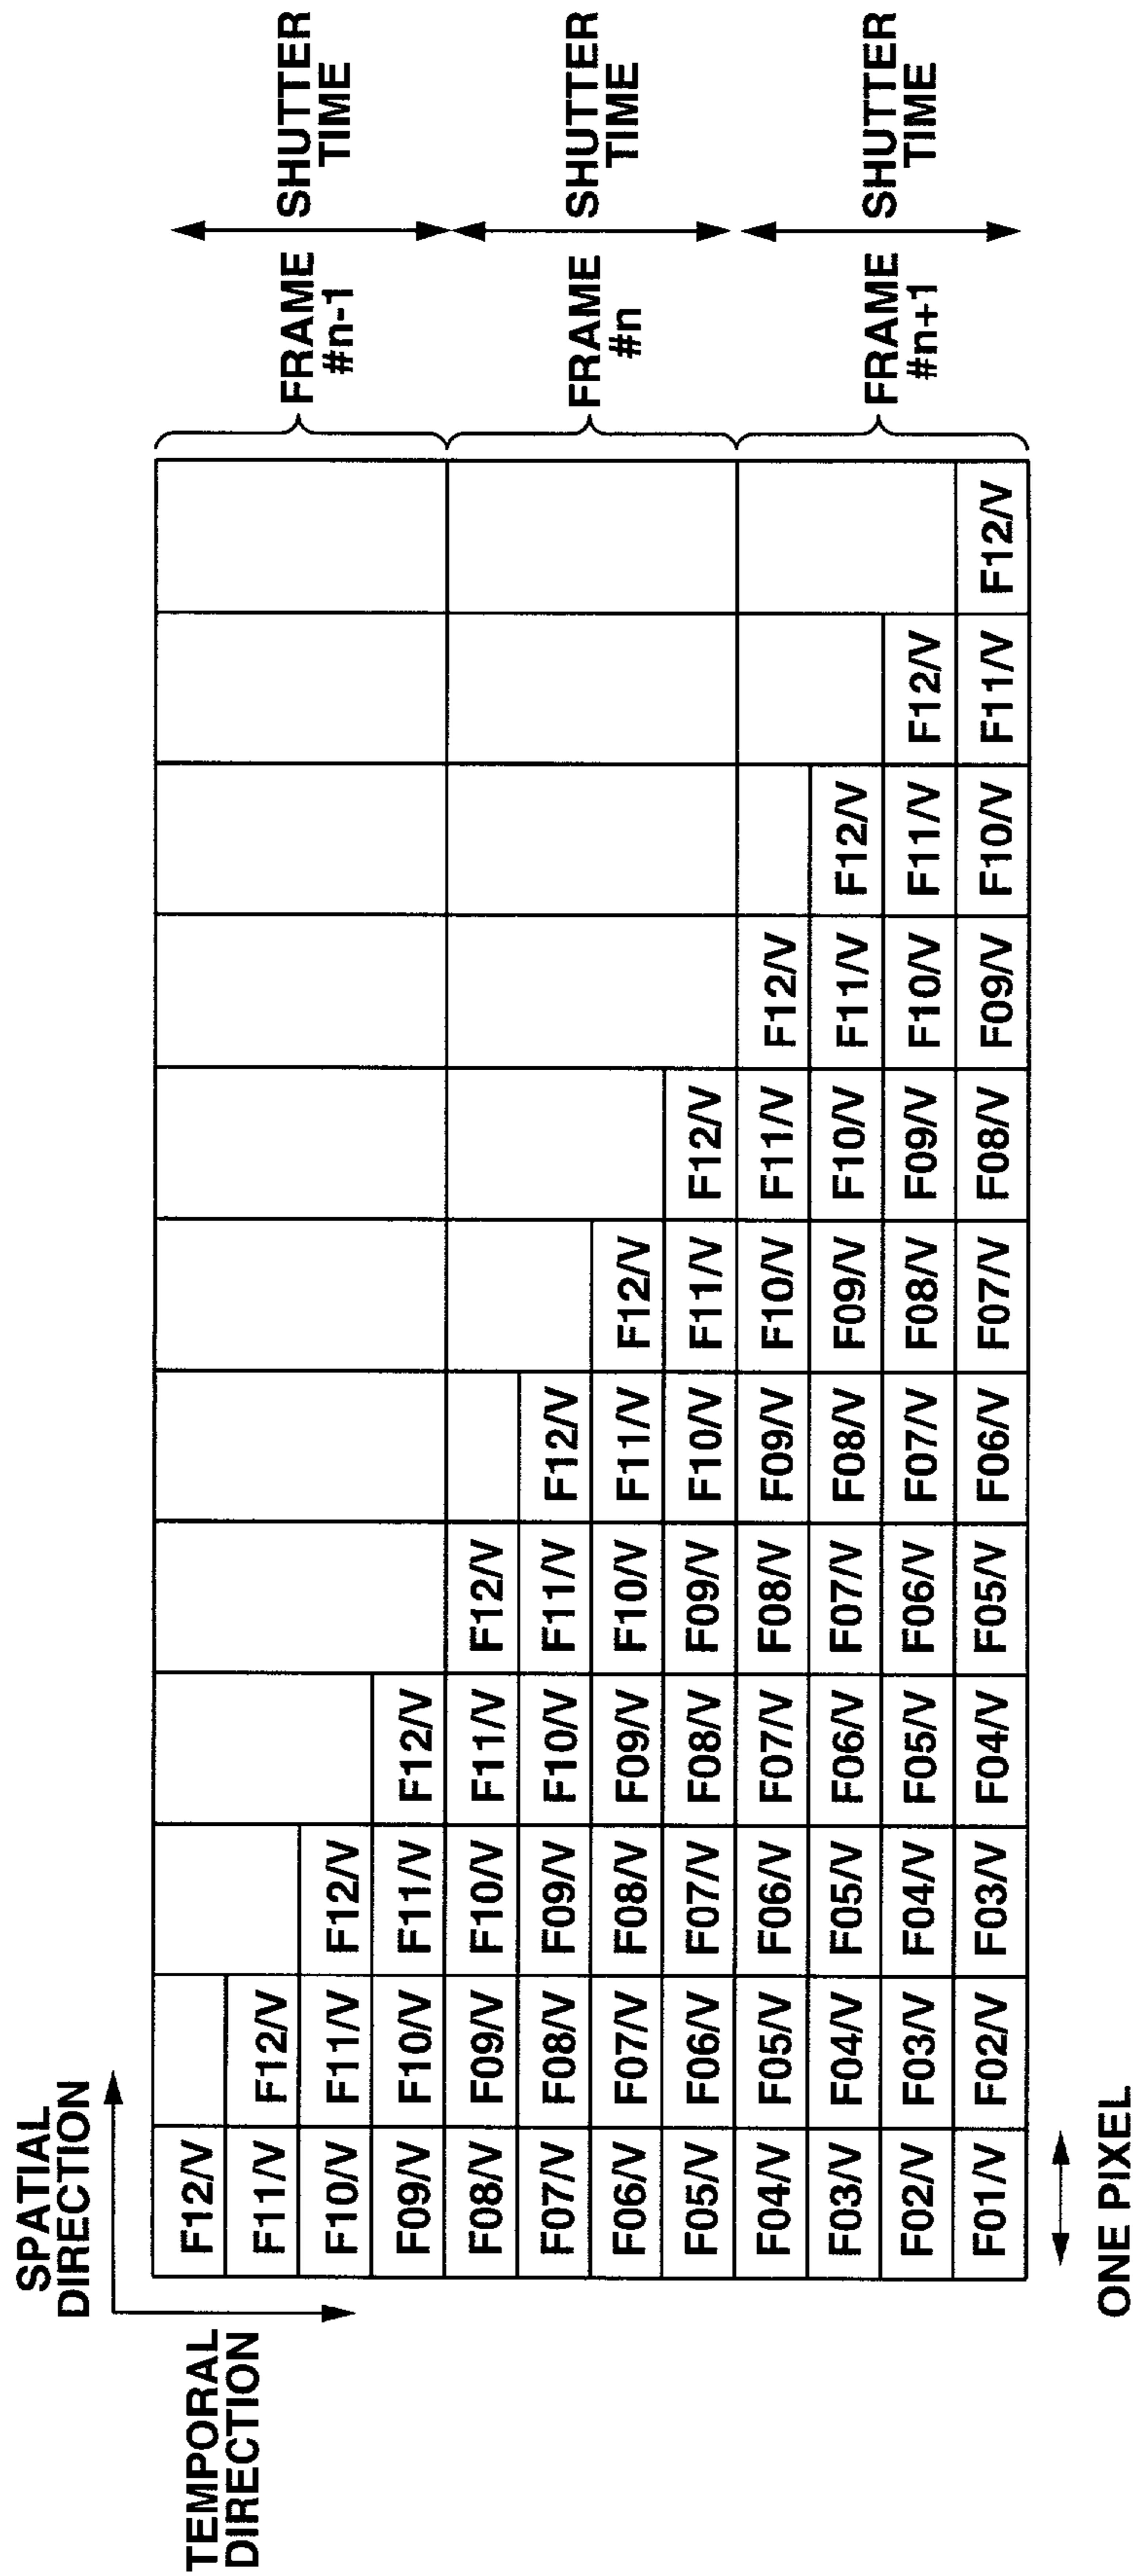 SPATIAL
DIRECTION
TEMPORAL
DIRECTION
F12/V
F11/V F12/V
F10/V F11/V F12/V
F09/V F10/V F11/V F12/V
FRAME
#n-1
SHUTTER
TIME
F08/V F09/V F10/V F11/V F12/V
F07/V F08/V F09/V F10/V F11/V F12/V
F06/V F07/V F08/V F09/V F10/V F11/V F12/V
F05/V F06/V F07/V F08/V F09/V F10/V F11/V F12/V
FRAME
#n
SHUTTER
TIME
F04/V F05/V F06/V F07/V F08/V F09/V F10/V F11/V F12/V
F03/V F04/V F05/V F06/V F07/V F08/V F09/V F10/V F11/V F12/V
F02/V F03/V F04/V F05/V F06/V F07/V F08/V F09/V F10/V F11/V F12/V
F01/V F02/V F03/V F04/V F05/V F06/V F07/V F08/V F09/V F10/V F11/V F12/V
FRAME
#n+1
SHUTTER
TIME
ONE PIXEL